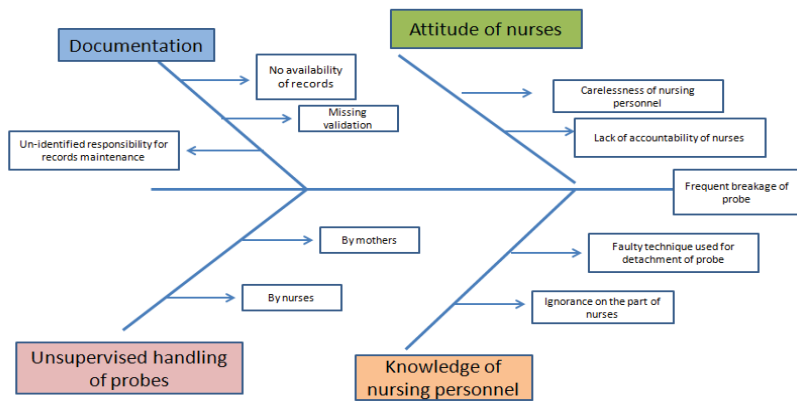 Documentation
Attitude of nurses
No availability
of records
Carelessness of nursing
personnel
Missing
validation
Lack of accountability of nurses
Un-identified responsibility for
records maintenance
Frequent breakage of
probe
By mothers
Faulty technique used for
detachment of probe
By nurses
Ignorance on the part of
nurses
Unsupervised handling
of probes
Knowledge of
nursing personnel